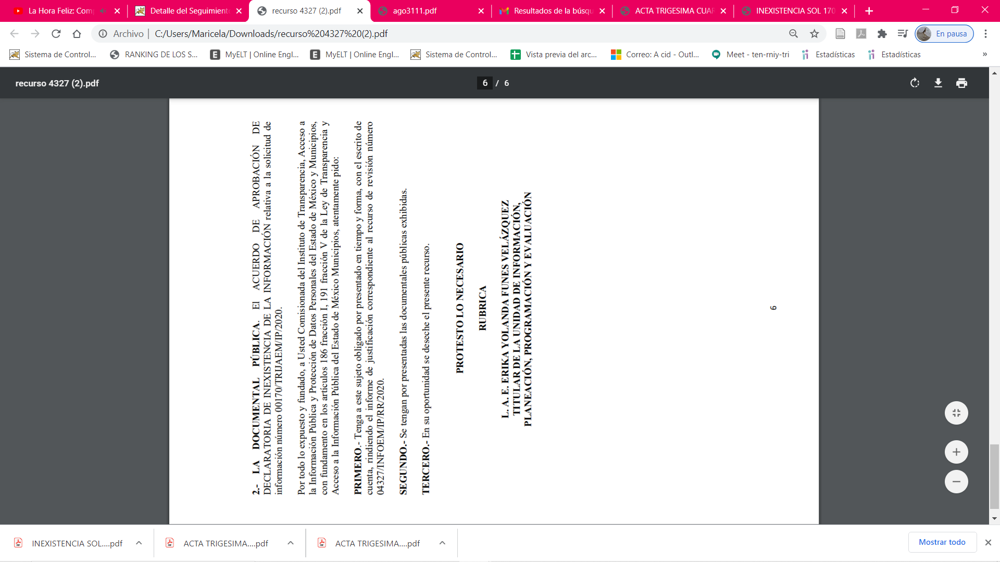 La Hora Feliz: Com
Detalle del Seguimient
recurso 4327 (2).pdf
ago3111.pdf
Resultados de la búsqu
ACTA TRIGESIMA CUAR
INEXISTENCIA SOL 170
Archivo
C:/Users/Maricela/Downloads/recurso%204327%20(2).pdf
En pausa
Sistema de Control...
RANKING DE LOS S...
MyELT | Online Engl...
MyELT | Online Engl...
Sistema de Control...
Vista previa del arc...
Correo: A cid - Outl...
Meet - ten-rniy-tri
Estadísticas
Estadísticas
»
recurso 4327 (2).pdf
6 / 6
2.- LA DOCUMENTAL PÚBLICA. El ACUERDO DE APROBACIÓN DE
DECLARATORIA DE INEXISTENCIA DE LA INFORMACIÓN relativa a la solicitud de
información número 00170/TRIJAEM/IP/2020.
Por todo lo expuesto y fundado, a Usted Comisionada del Instituto de Transparencia, Acceso a
la Información Pública y Protección de Datos Personales del Estado de México y Municipios,
con fundamento en los artículos 186 fracción I, 191 fracción V de la Ley de Transparencia y
Acceso a la Información Pública del Estado de México Municipios, atentamente pido:
PRIMERO.- Tenga a este sujeto obligado por presentado en tiempo y forma, con el escrito de
cuenta, rindiendo el informe de justificación correspondiente al recurso de revisión número
04327/INFOEM/IP/RR/2020.
SEGUNDO.- Se tengan por presentadas las documentales públicas exhibidas.
TERCERO.- En su oportunidad se deseche el presente recurso.
PROTESTO LO NECESARIO
RUBRICA
L. A. E. ERIKA YOLANDA FUNES VELÁZQUEZ
TITULAR DE LA UNIDAD DE INFORMACIÓN,
PLANEACIÓN, PROGRAMACIÓN Y EVALUACIÓN
6
INEXISTENCIA SOL....pdf
ACTA TRIGESIMA....pdf
ACTA TRIGESIMA....pdf
Mostrar todo